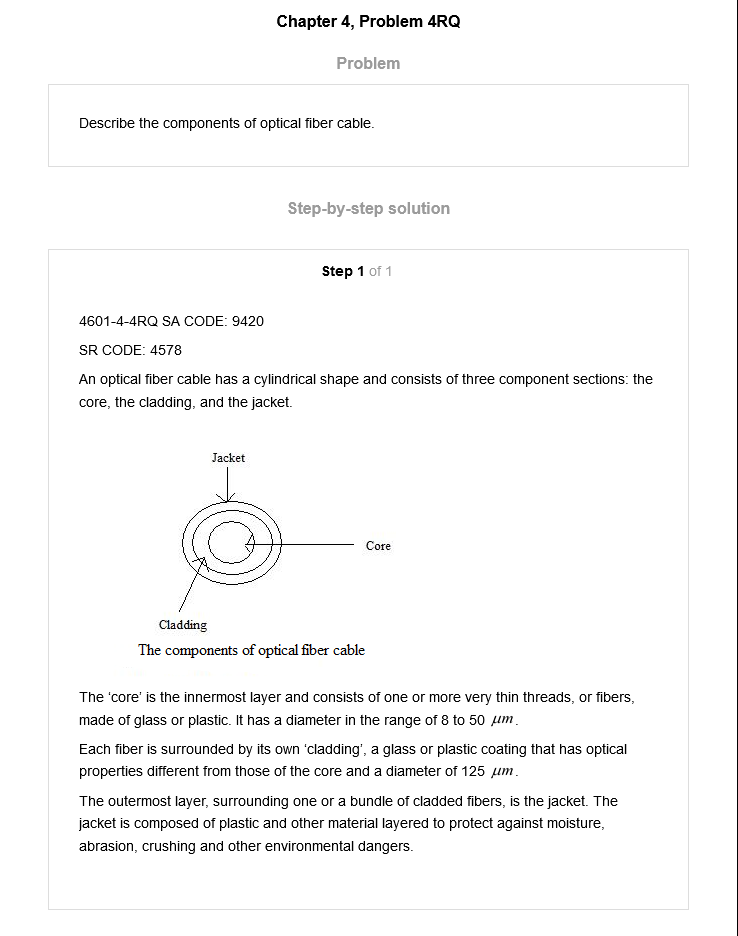 Chapter 4, Problem 4RQ
Problem
Describe the components of optical fiber cable.
Step-by-step solution
Step 1 of 1
4601-4-4RQ SA CODE: 9420
SR CODE: 4578
An optical fiber cable has a cylindrical shape and consists of three component sections: the
core, the cladding, and the jacket.
Jacket
Core
Cladding
The components of optical fiber cable
The 'core' is the innermost layer and consists of one or more very thin threads, or fibers,
made of glass or plastic. It has a diameter in the range of 8 to 50 μm.
Each fiber is surrounded by its own 'cladding', a glass or plastic coating that has optical
properties different from those of the core and a diameter of 125 μm.
The outermost layer, surrounding one or a bundle of cladded fibers, is the jacket. The
jacket is composed of plastic and other material layered to protect against moisture,
abrasion, crushing and other environmental dangers.